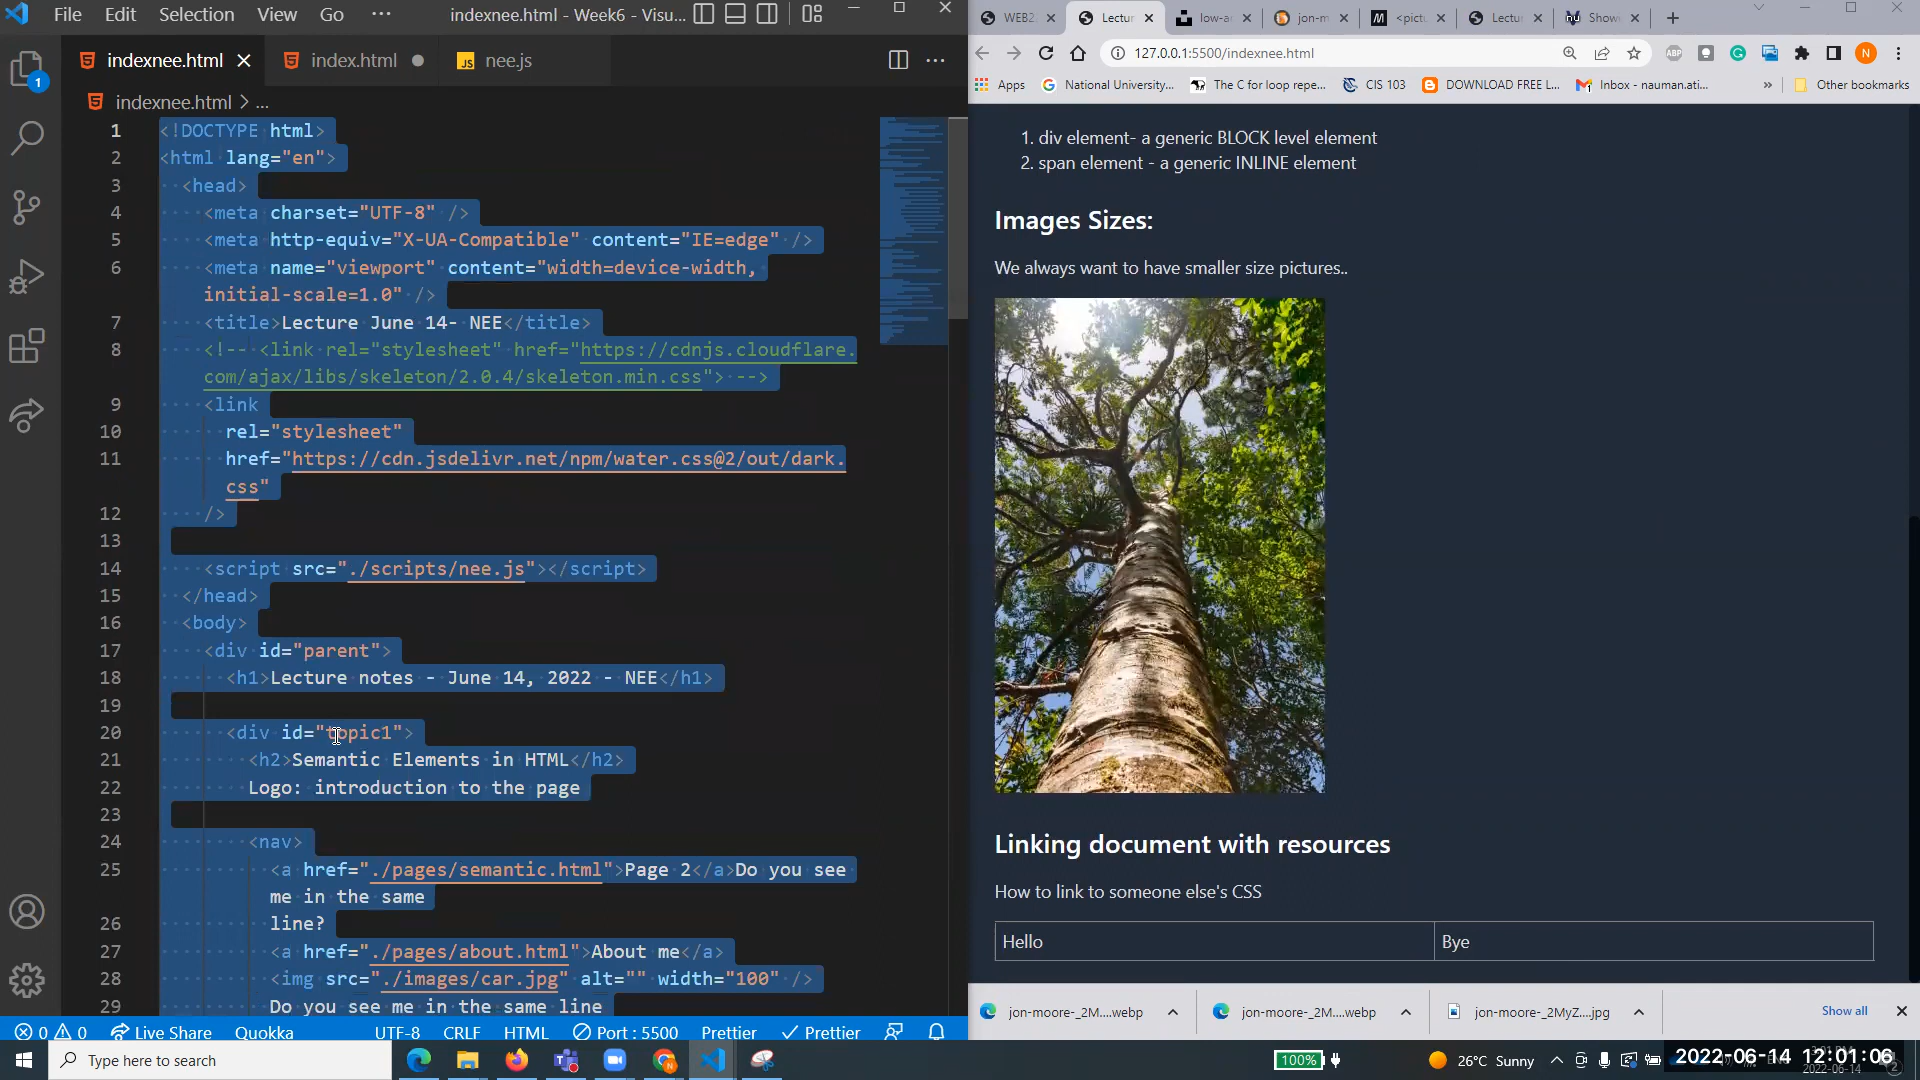 File Edit Selection View Go ··· indexnee.html - Week6 - Visu...
indexnee.html index.html JS nee.js
indexnee.html > ...
1 <!DOCTYPE html>
2 <html lang="en">
3 <head>
4 <meta charset="UTF-8" />
5 <meta http-equiv="X-UA-Compatible" content="IE=edge" />
6 <meta name="viewport" content="width=device-width,
initial-scale=1.0" />
7 <title>Lecture June 14- NEE</title>
8 <!-- <link rel="stylesheet" href="https://cdnjs.cloudflare.
com/ajax/libs/skeleton/2.0.4/skeleton.min.css"> -->
9 <link
10 rel="stylesheet"
11 href="https://cdn.jsdelivr.net/npm/water.css@2/out/dark.
css"
12 />
13
14 <script src="./scripts/nee.js"></script>
15 </head>
16 <body>
17 <div id="parent">
18 <h1>Lecture notes - June 14, 2022 - NEE</h1>
19
20 <div id="topic1">
21 <h2>Semantic Elements in HTML</h2>
22 Logo: introduction to the page
23
24 <nav>
25 <a href="./pages/semantic.html">Page 2</a>Do you see
me in the same
26 line?
27 <a href="./pages/about.html">About me</a>
28 <img src="./images/car.jpg" alt="" width="100" />
29 Do you see me in the same line
1
0 0 Live Share Quokka UTF-8 CRLF HTML Port : 5500 Prettier Prettier
WEB2 Lectur low-a jon-m <pictu Lectu Show
127.0.0.1:5500/indexnee.html ABP N
Apps National University... The C for loop repe... CIS 103 DOWNLOAD FREE L... Inbox - nauman.ati... » Other bookmarks
1. div element- a generic BLOCK level element
2. span element - a generic INLINE element
Images Sizes:
We always want to have smaller size pictures..
Linking document with resources
How to link to someone else's CSS
Hello Bye
jon-moore-_2M....webp jon-moore-_2M....webp jon-moore-_2MyZ....jpg Show all
Type here to search 100% 26°C Sunny 2022-06-14 12:01:06
2022-06-14